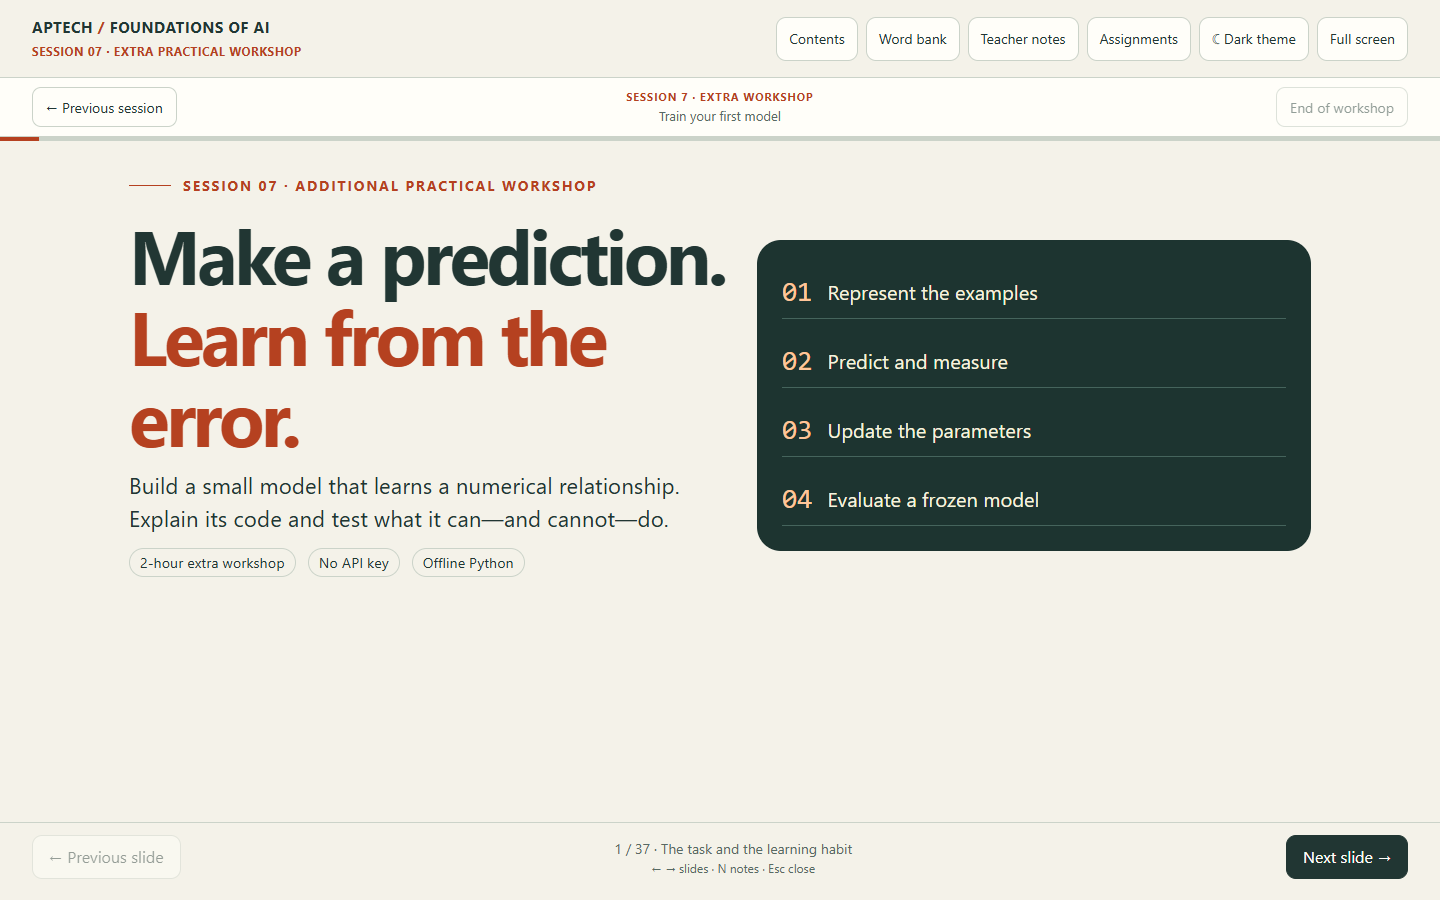 APTECH / FOUNDATIONS OF AI
SESSION 07 · EXTRA PRACTICAL WORKSHOP
Contents
Word bank
Teacher notes
Assignments
☾ Dark theme
Full screen
← Previous session
SESSION 7 · EXTRA WORKSHOP
Train your first model
End of workshop
SESSION 07 · ADDITIONAL PRACTICAL WORKSHOP
Make a prediction.
Learn from the
error.
Build a small model that learns a numerical relationship.
Explain its code and test what it can—and cannot—do.
2-hour extra workshop
No API key
Offline Python
01 Represent the examples
02 Predict and measure
03 Update the parameters
04 Evaluate a frozen model
← Previous slide
1 / 37 · The task and the learning habit
← → slides · N notes · Esc close
Next slide →